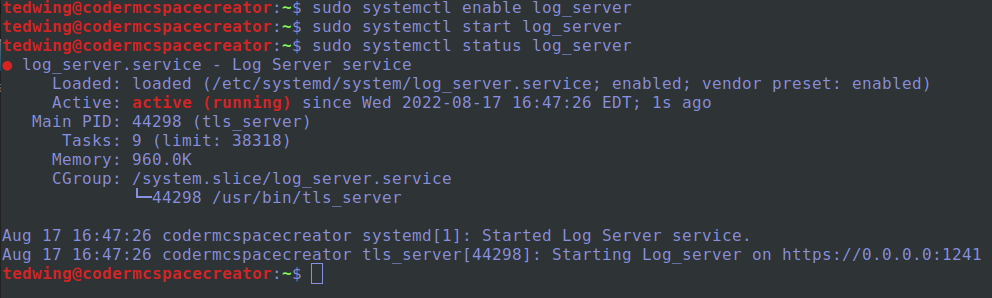 tedwing@codermcspacecreator:~$ sudo systemctl enable log_server
tedwing@codermcspacecreator:~$ sudo systemctl start log_server
tedwing@codermcspacecreator:~$ sudo systemctl status log_server
● log_server.service - Log Server service
     Loaded: loaded (/etc/systemd/system/log_server.service; enabled; vendor preset: enabled)
     Active: active (running) since Wed 2022-08-17 16:47:26 EDT; 1s ago
   Main PID: 44298 (tls_server)
      Tasks: 9 (limit: 38318)
     Memory: 960.0K
     CGroup: /system.slice/log_server.service
             └─44298 /usr/bin/tls_server
Aug 17 16:47:26 codermcspacecreator systemd[1]: Started Log Server service.
Aug 17 16:47:26 codermcspacecreator tls_server[44298]: Starting Log_server on https://0.0.0.0:1241
tedwing@codermcspacecreator:~$